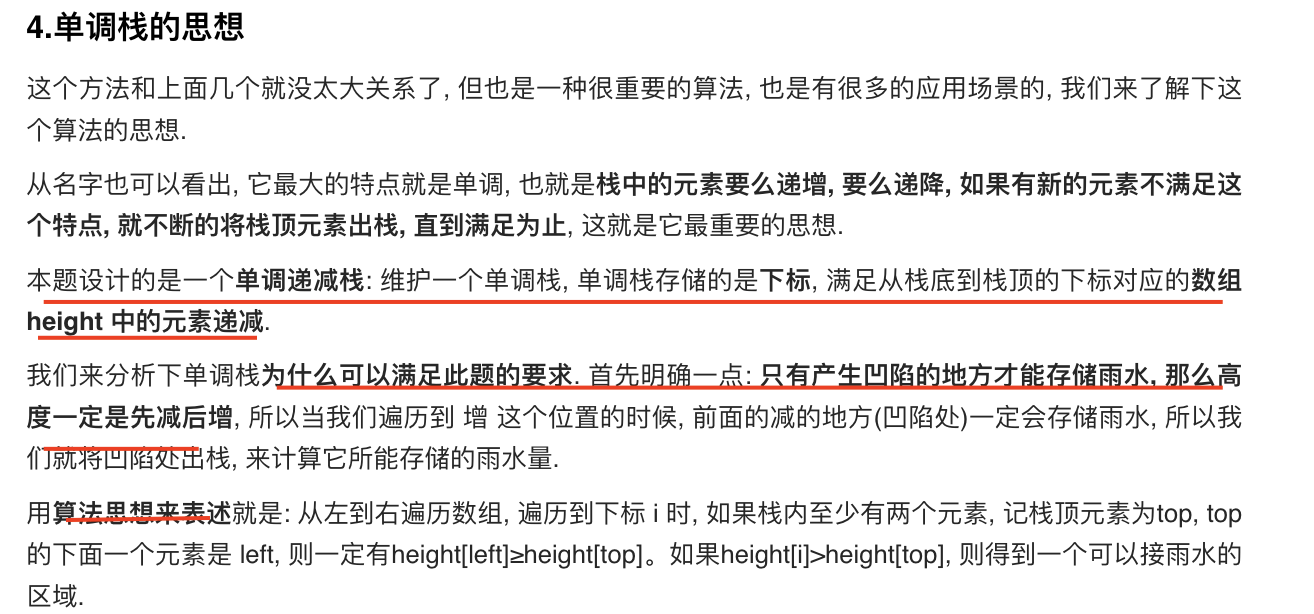 4.单调栈的思想
这个方法和上面几个就没太大关系了, 但也是一种很重要的算法, 也是有很多的应用场景的, 我们来了解下这
个算法的思想.
从名字也可以看出, 它最大的特点就是单调, 也就是栈中的元素要么递增, 要么递降, 如果有新的元素不满足这
个特点, 就不断的将栈顶元素出栈, 直到满足为止, 这就是它最重要的思想.
本题设计的是一个单调递减栈: 维护一个单调栈, 单调栈存储的是下标, 满足从栈底到栈顶的下标对应的数组
height 中的元素递减.
我们来分析下单调栈为什么可以满足此题的要求. 首先明确一点: 只有产生凹陷的地方才能存储雨水, 那么高
度一定是先减后增, 所以当我们遍历到 增 这个位置的时候, 前面的减的地方(凹陷处)一定会存储雨水, 所以我
们就将凹陷处出栈, 来计算它所能存储的雨水量.
用算法思想来表述就是: 从左到右遍历数组, 遍历到下标 i 时, 如果栈内至少有两个元素, 记栈顶元素为top, top
的下面一个元素是 left, 则一定有height[left]≥height[top]。如果height[i]>height[top], 则得到一个可以接雨水的
区域.